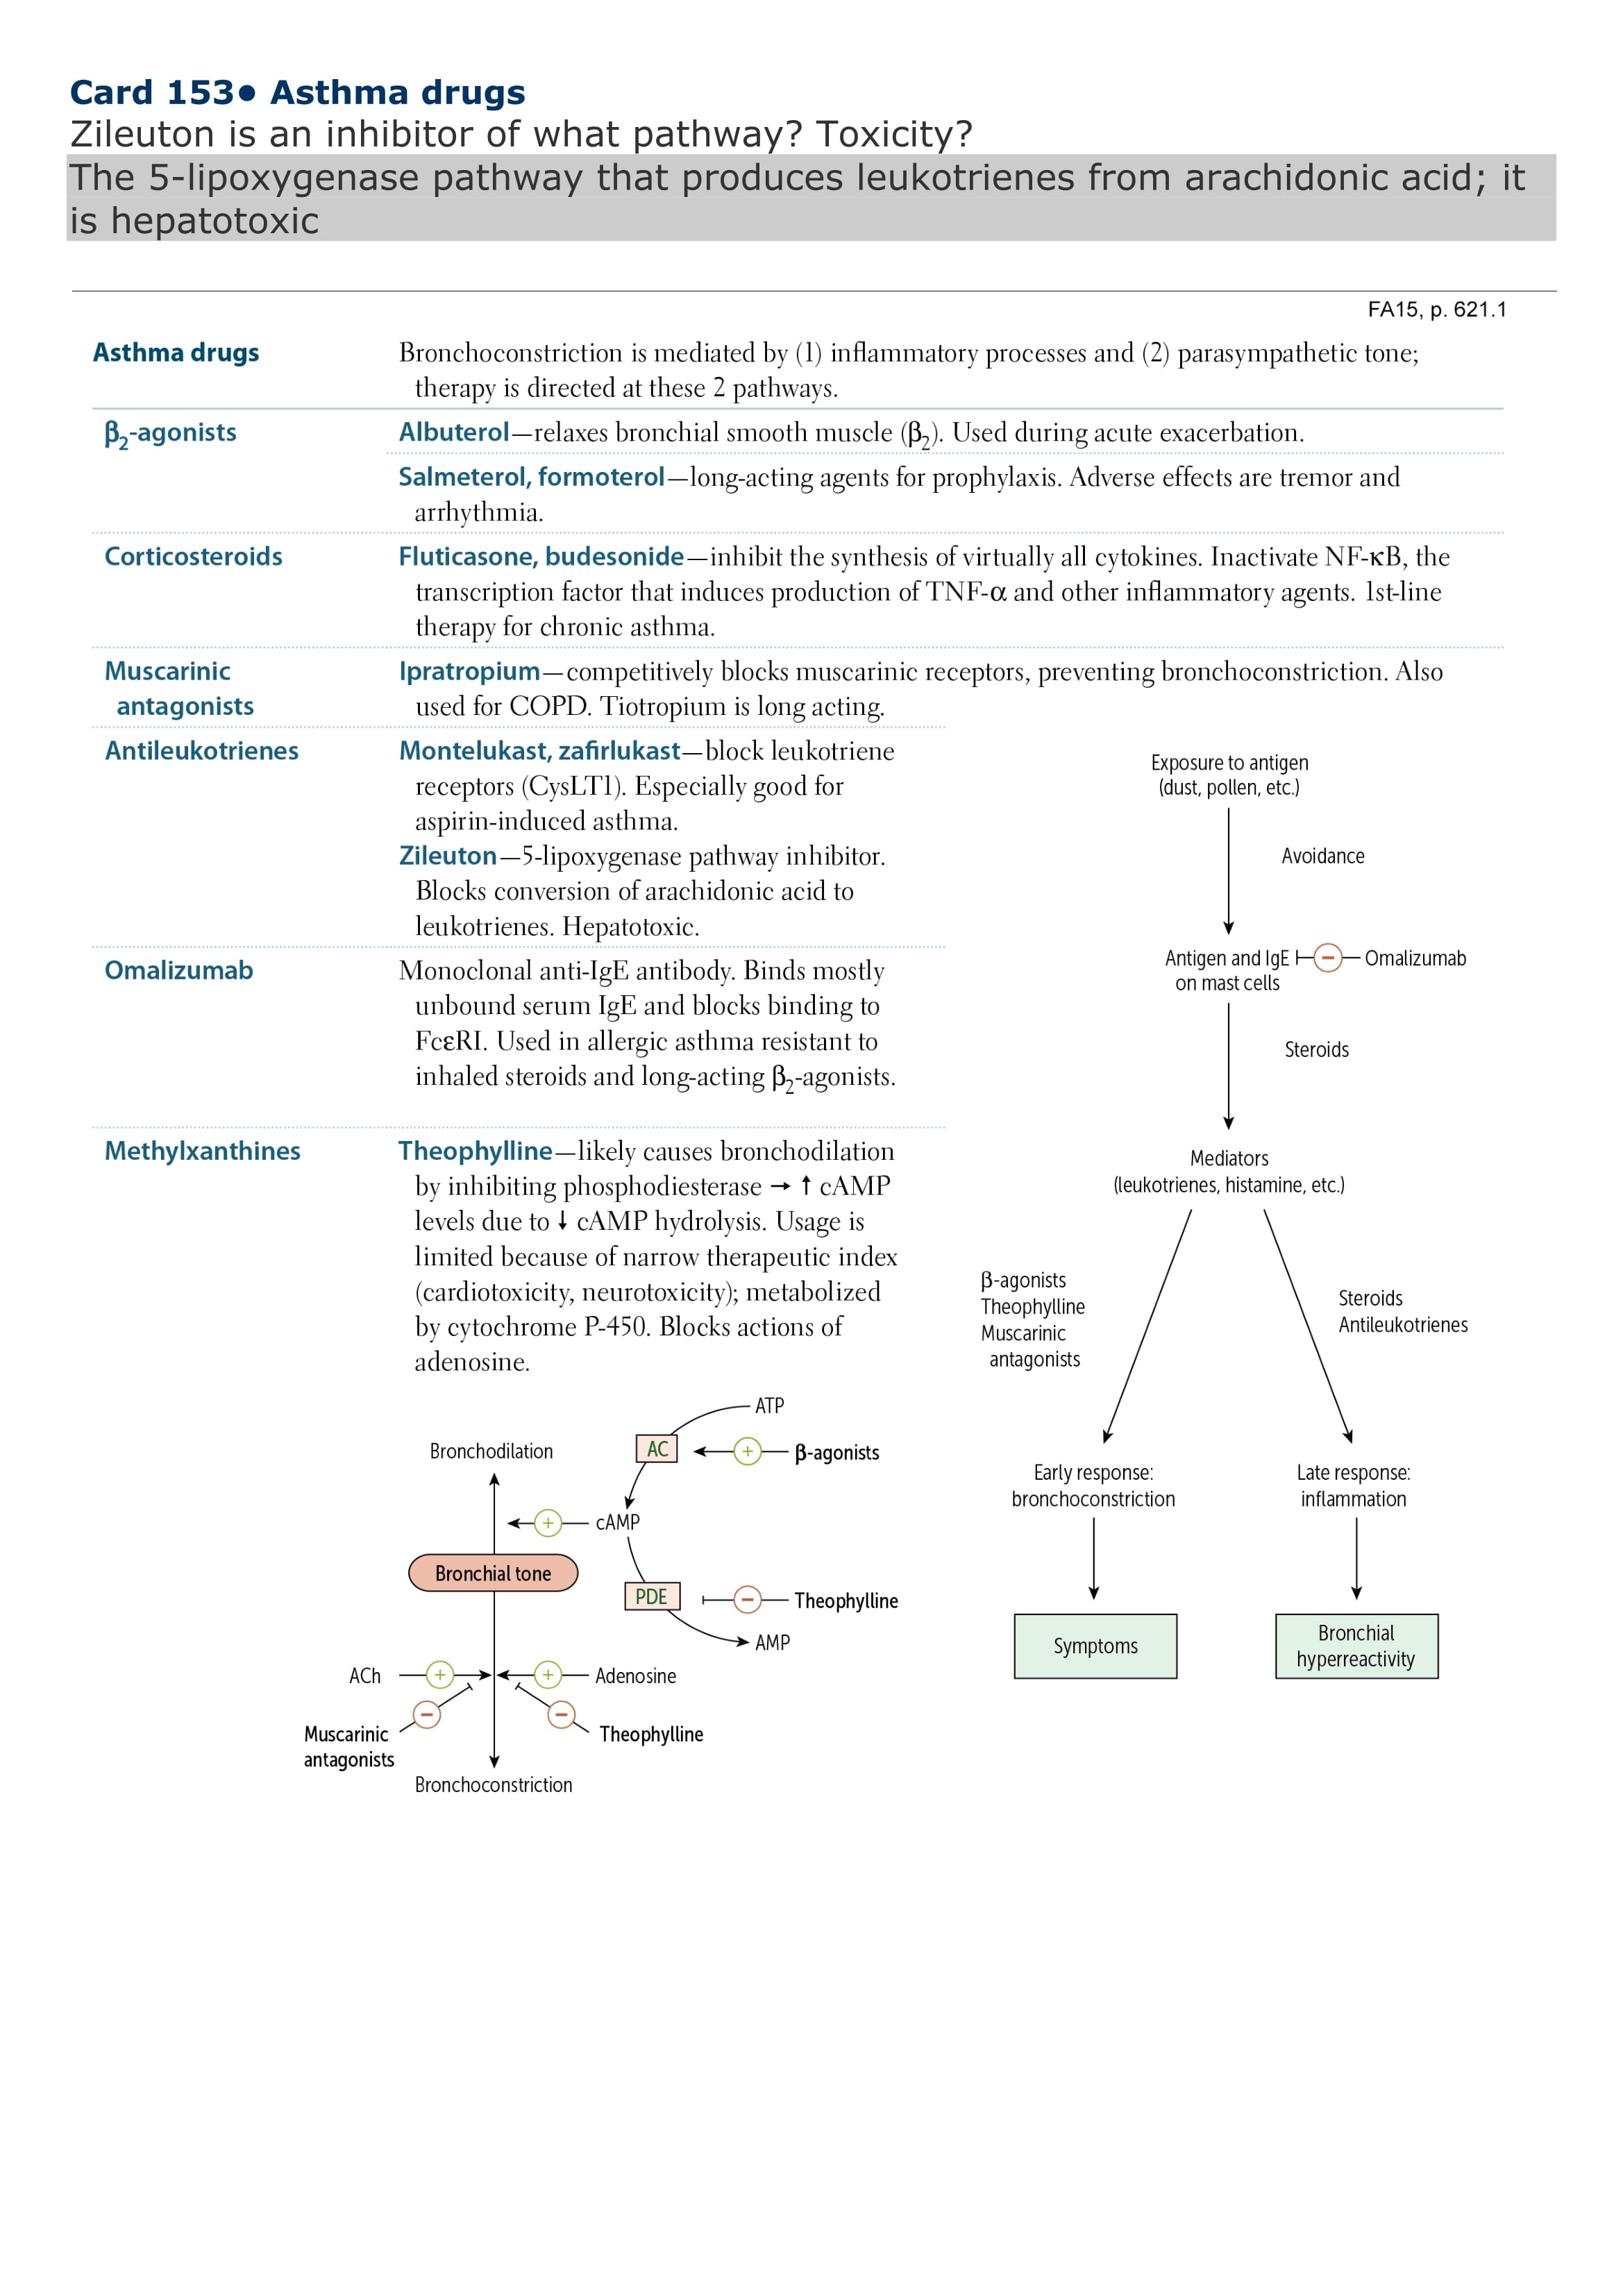 Card 153● Asthma drugs
Zileuton is an inhibitor of what pathway? Toxicity?
The 5-lipoxygenase pathway that produces leukotrienes from arachidonic acid; it
is hepatotoxic
FA15, p. 621.1
Asthma drugs
Bronchoconstriction is mediated by (1) inflammatory processes and (2) parasympathetic tone;
therapy is directed at these 2 pathways.
β2-agonists
Albuterol—relaxes bronchial smooth muscle (β2). Used during acute exacerbation.
Salmeterol, formoterol—long-acting agents for prophylaxis. Adverse effects are tremor and
arrhythmia.
Corticosteroids
Fluticasone, budesonide—inhibit the synthesis of virtually all cytokines. Inactivate NF-κB, the
transcription factor that induces production of TNF-α and other inflammatory agents. 1st-line
therapy for chronic asthma.
Muscarinic
antagonists
Ipratropium—competitively blocks muscarinic receptors, preventing bronchoconstriction. Also
used for COPD. Tiotropium is long acting.
Antileukotrienes
Montelukast, zafirlukast—block leukotriene
receptors (CysLT1). Especially good for
aspirin-induced asthma.
Zileuton—5-lipoxygenase pathway inhibitor.
Blocks conversion of arachidonic acid to
leukotrienes. Hepatotoxic.
Omalizumab
Monoclonal anti-IgE antibody. Binds mostly
unbound serum IgE and blocks binding to
FcεRI. Used in allergic asthma resistant to
inhaled steroids and long-acting β2-agonists.
Methylxanthines
Theophylline—likely causes bronchodilation
by inhibiting phosphodiesterase → ↑ cAMP
levels due to ↓ cAMP hydrolysis. Usage is
limited because of narrow therapeutic index
(cardiotoxicity, neurotoxicity); metabolized
by cytochrome P-450. Blocks actions of
adenosine.
ATP
Bronchodilation
AC
+
β-agonists
+
cAMP
Bronchial tone
PDE
−
Theophylline
AMP
ACh
+
+
Adenosine
−
−
Muscarinic
antagonists
Theophylline
Bronchoconstriction
Exposure to antigen
(dust, pollen, etc.)
Avoidance
Antigen and IgE
on mast cells
−
Omalizumab
Steroids
Mediators
(leukotrienes, histamine, etc.)
β-agonists
Theophylline
Muscarinic
antagonists
Steroids
Antileukotrienes
Early response:
bronchoconstriction
Late response:
inflammation
Symptoms
Bronchial
hyperreactivity